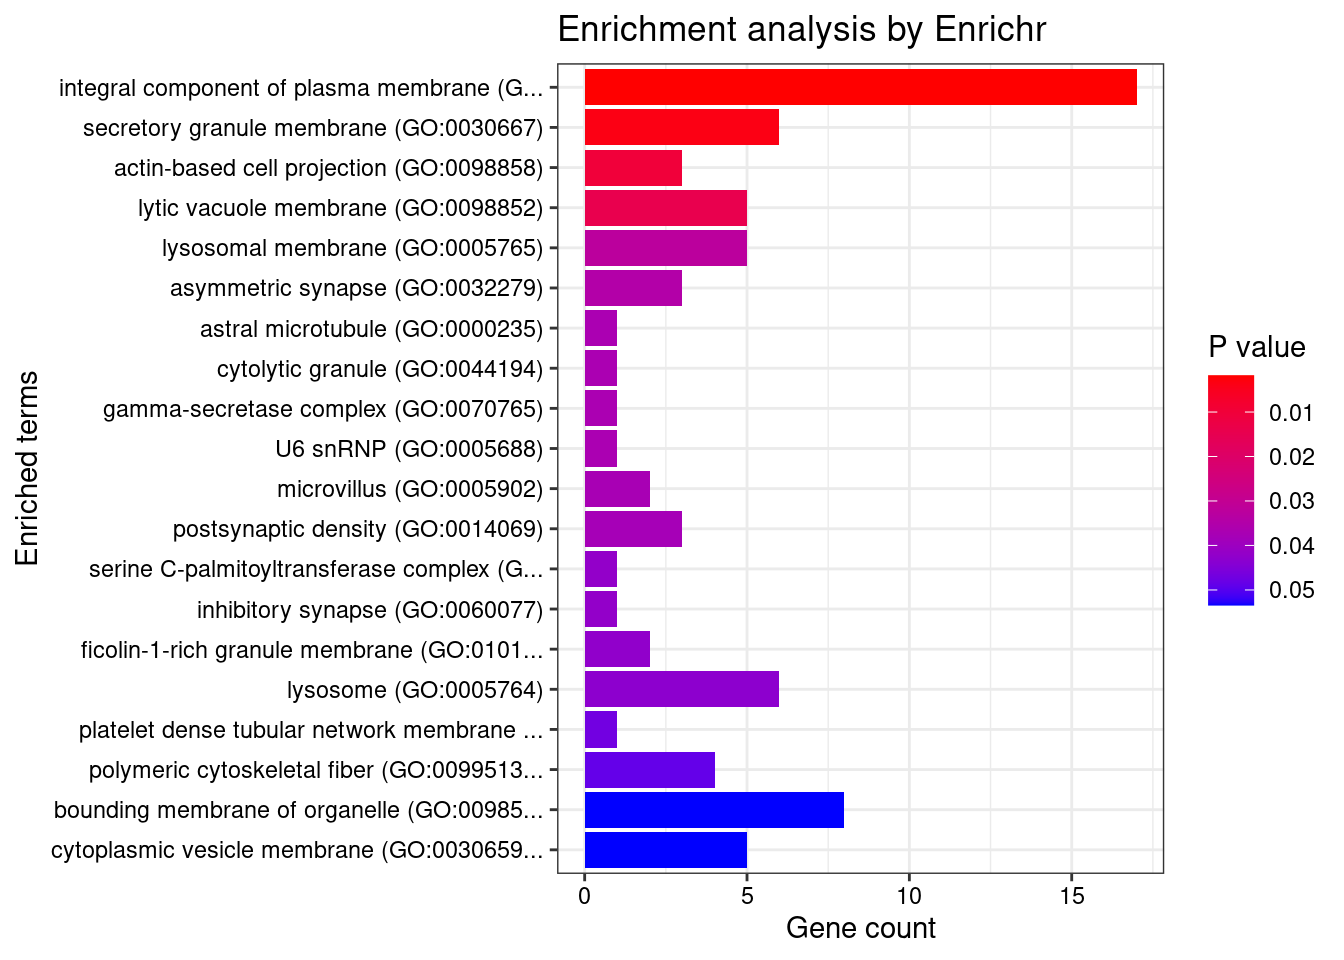 Enrichment analysis by Enrichr
integral component of plasma membrane (G...
secretory granule membrane (GO:0030667)
actin-based cell projection (GO:0098858)
lytic vacuole membrane (GO:0098852)
lysosomal membrane (GO:0005765)
asymmetric synapse (GO:0032279)
astral microtubule (GO:0000235)
cytolytic granule (GO:0044194)
gamma-secretase complex (GO:0070765)
U6 snRNP (GO:0005688)
microvillus (GO:0005902)
postsynaptic density (GO:0014069)
serine C-palmitoyltransferase complex (G...
inhibitory synapse (GO:0060077)
ficolin-1-rich granule membrane (GO:0101...
lysosome (GO:0005764)
platelet dense tubular network membrane ...
polymeric cytoskeletal fiber (GO:0099513...
bounding membrane of organelle (GO:00985...
cytoplasmic vesicle membrane (GO:0030659...
Enriched terms
0 5 10 15
Gene count
P value
0.01
0.02
0.03
0.04
0.05